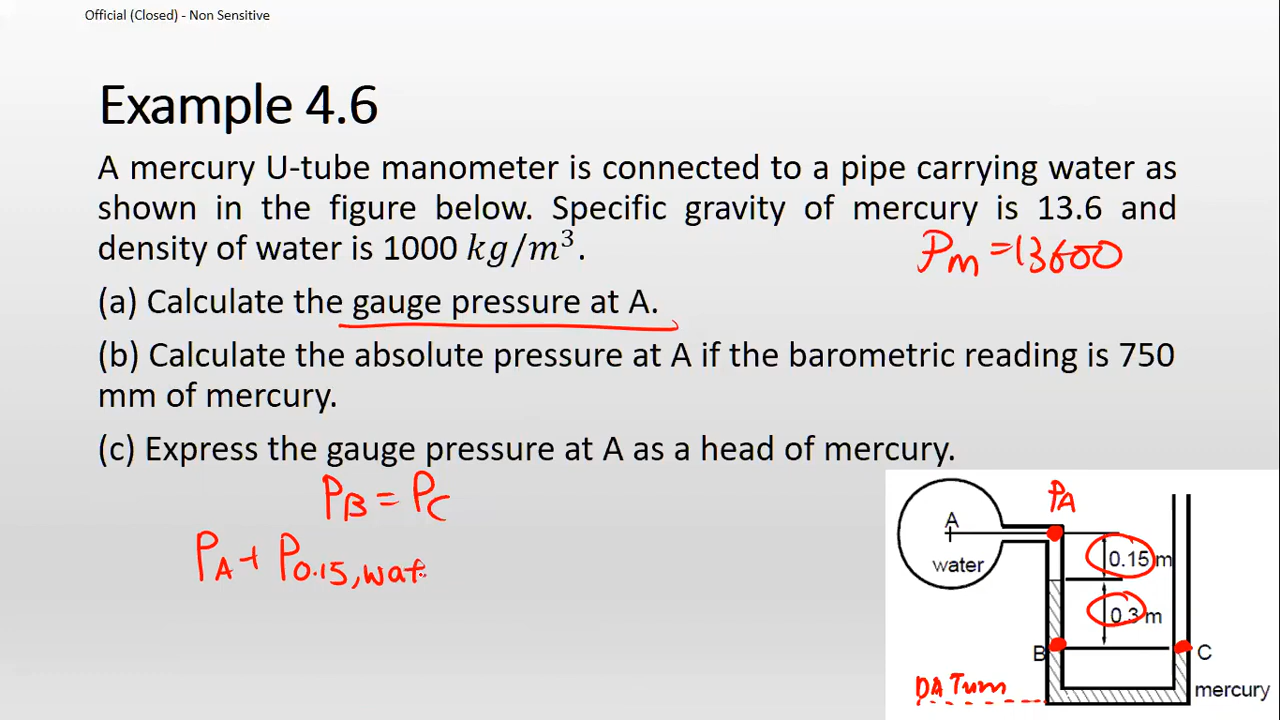 Official (Closed) - Non Sensitive
Example 4.6
A mercury U-tube manometer is connected to a pipe carrying water as
shown in the figure below. Specific gravity of mercury is 13.6 and
density of water is 1000 kg/m³.
ρm = 13600
(a) Calculate the gauge pressure at A.
(b) Calculate the absolute pressure at A if the barometric reading is 750
mm of mercury.
(c) Express the gauge pressure at A as a head of mercury.
PB = PC
PA + P0.15, wat
PA
A
water
0.15 m
0.3 m
B
C
DATum
mercury